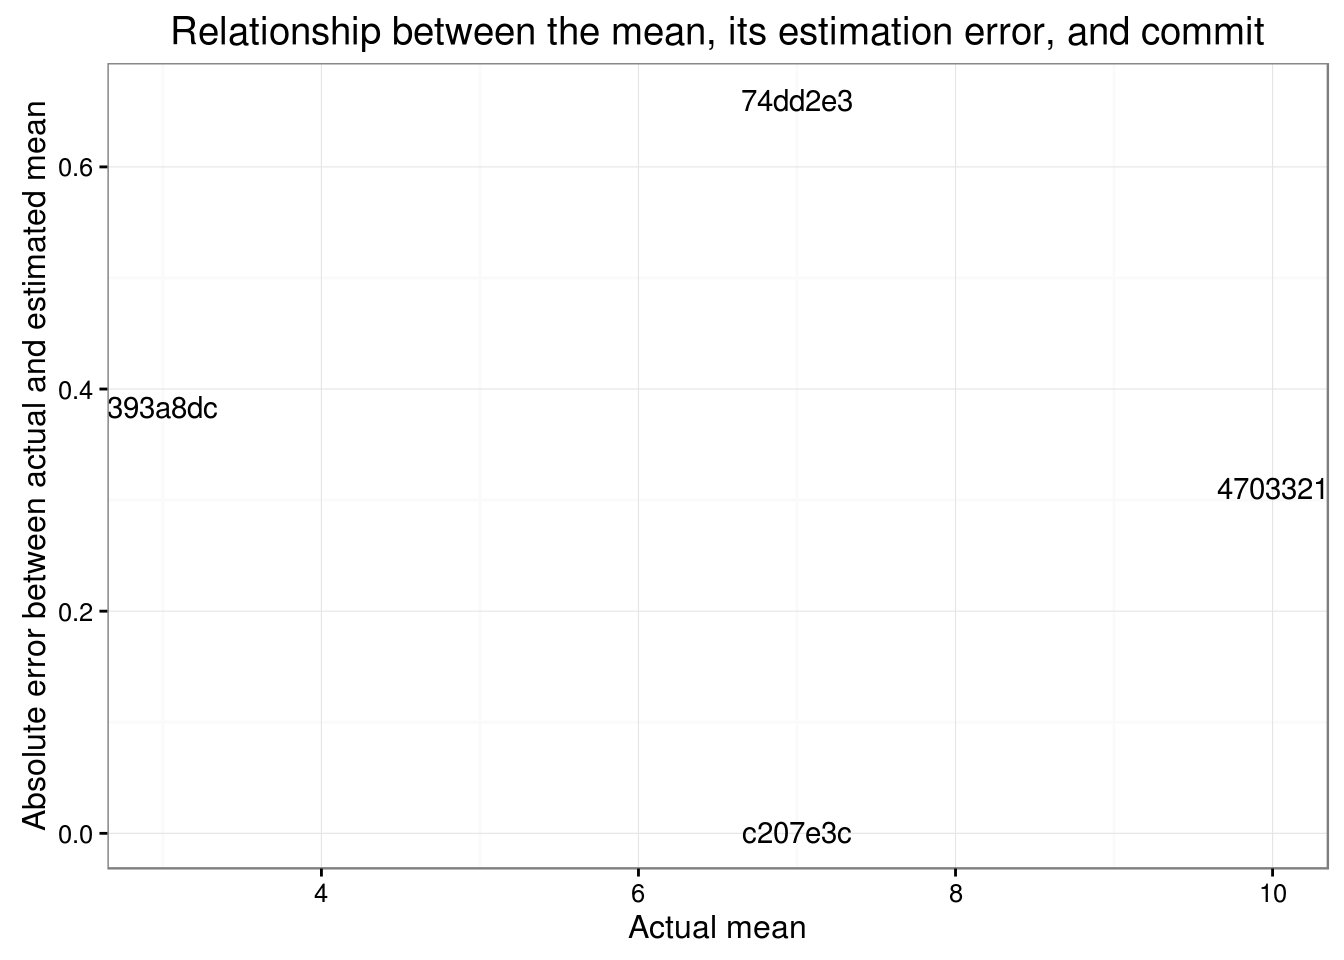 Relationship between the mean, its estimation error, and commit
Absolute error between actual and estimated mean
74dd2e3
0.6
0.4
393a8dc
4703321
0.2
0.0
c207e3c
4
6
8
10
Actual mean